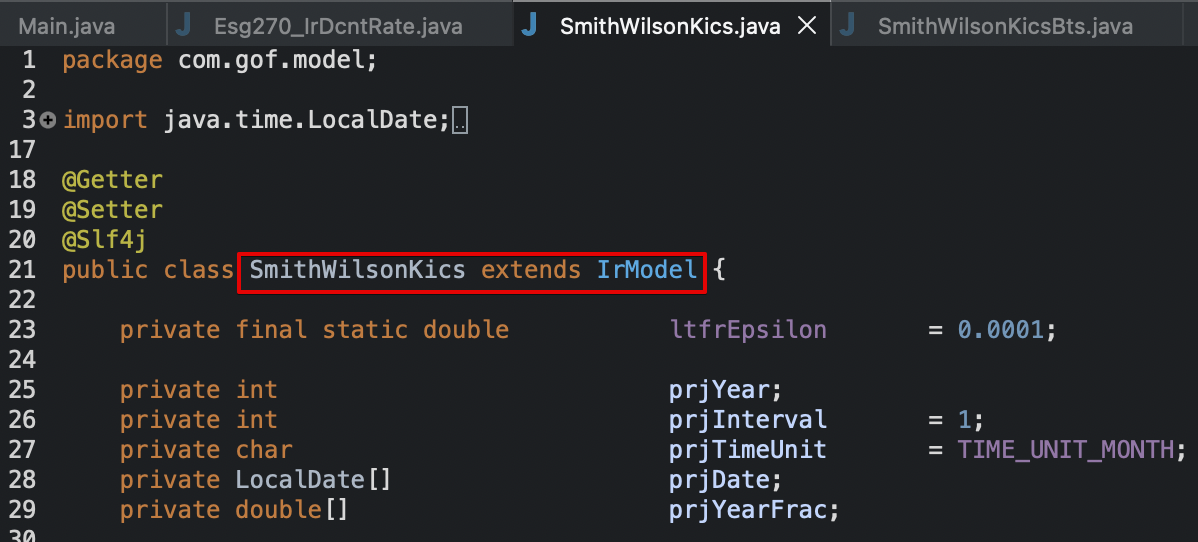 Main.java Esg270_IrDcntRate.java SmithWilsonKics.java SmithWilsonKicsBts.java
1 package com.gof.model;
2
3 import java.time.LocalDate;
17
18 @Getter
19 @Setter
20 @Slf4j
21 public class SmithWilsonKics extends IrModel {
22
23 private final static double ltfrEpsilon = 0.0001;
24
25 private int prjYear;
26 private int prjInterval = 1;
27 private char prjTimeUnit = TIME_UNIT_MONTH;
28 private LocalDate[] prjDate;
29 private double[] prjYearFrac;
30